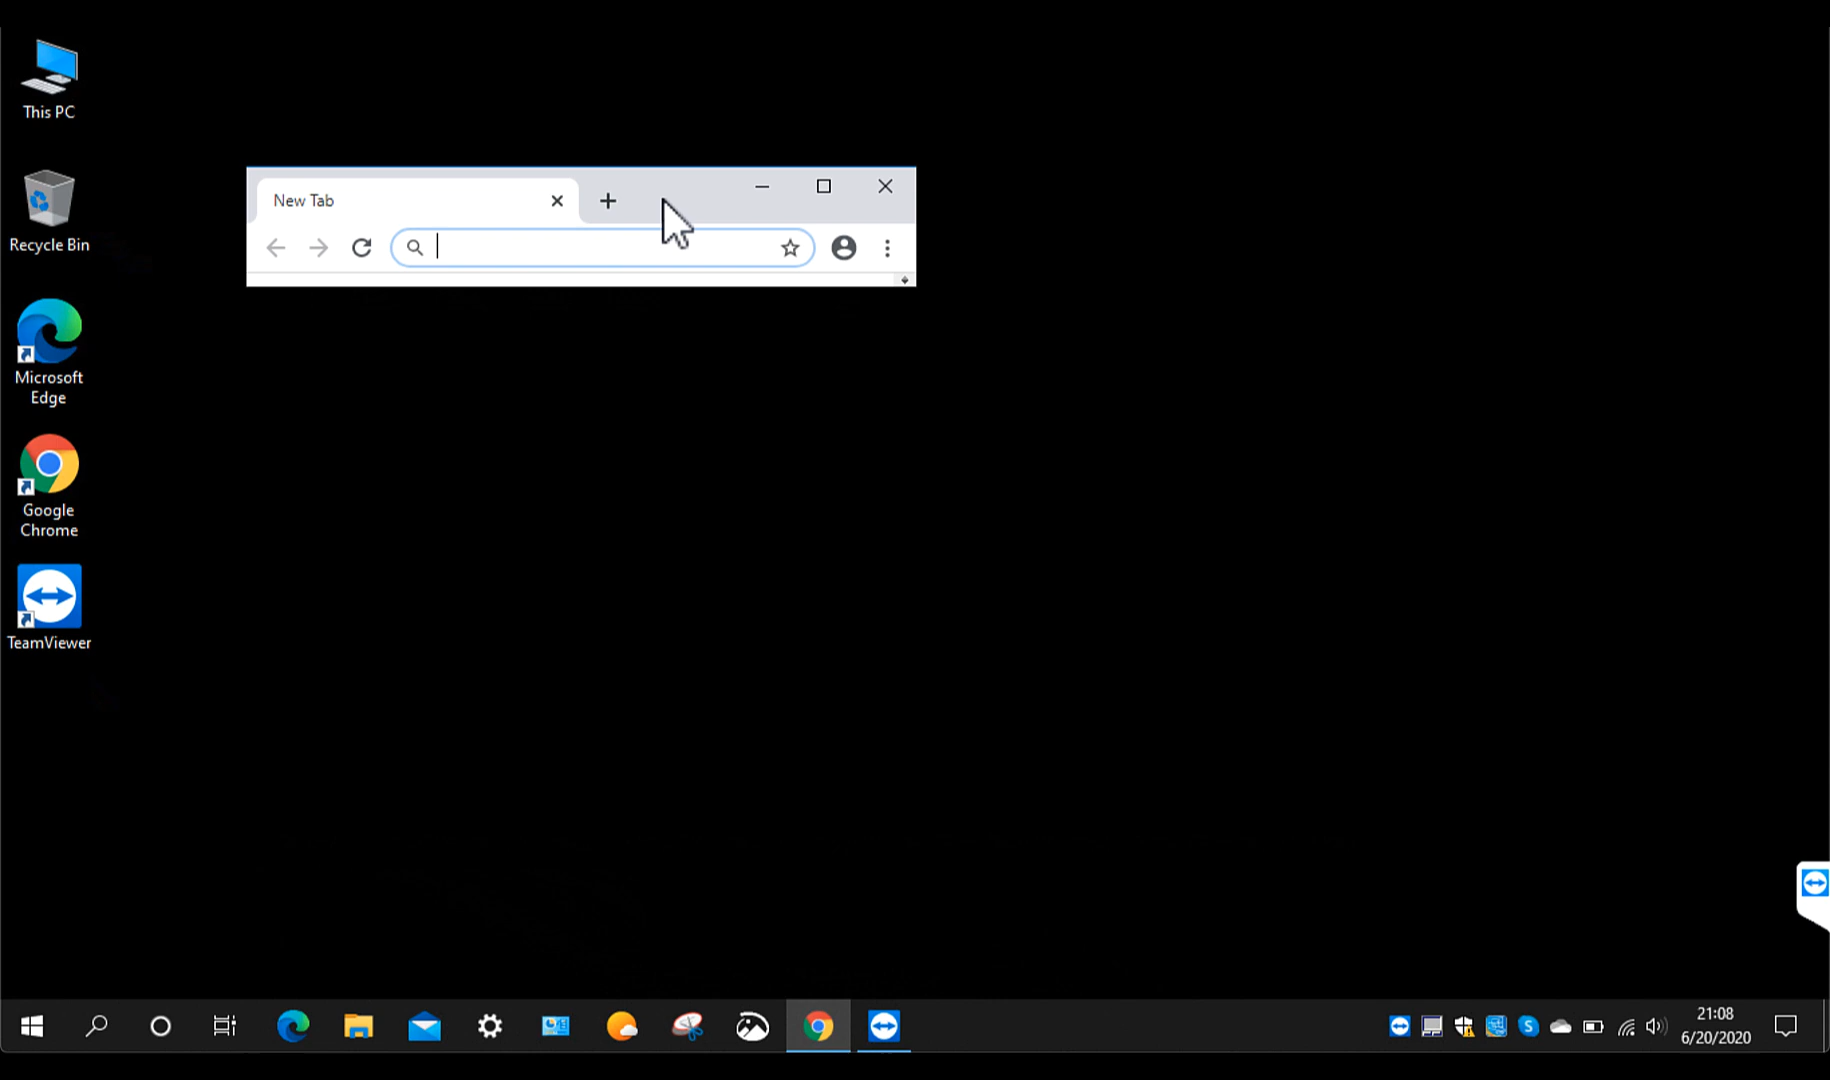 This PC
Recycle Bin
Microsoft
Edge
Google
Chrome
TeamViewer
New Tab
21:08
6/20/2020